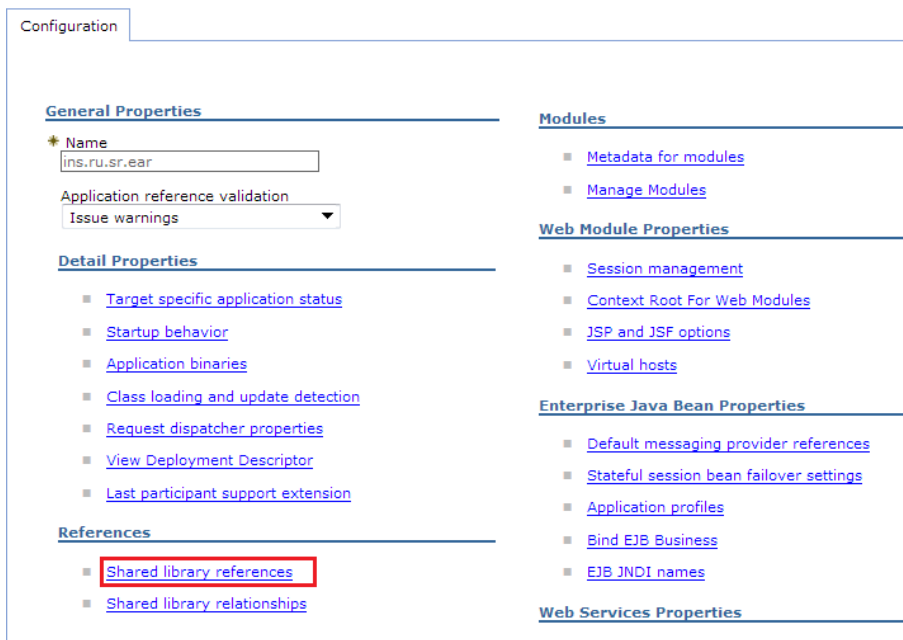 Configuration
General Properties
Name
ins.ru.sr.ear
Application reference validation
Issue warnings
Detail Properties
Target specific application status
Startup behavior
Application binaries
Class loading and update detection
Request dispatcher properties
View Deployment Descriptor
Last participant support extension
References
Shared library references
Shared library relationships
Modules
Metadata for modules
Manage Modules
Web Module Properties
Session management
Context Root For Web Modules
JSP and JSF options
Virtual hosts
Enterprise Java Bean Properties
Default messaging provider references
Stateful session bean failover settings
Application profiles
Bind EJB Business
EJB JNDI names
Web Services Properties